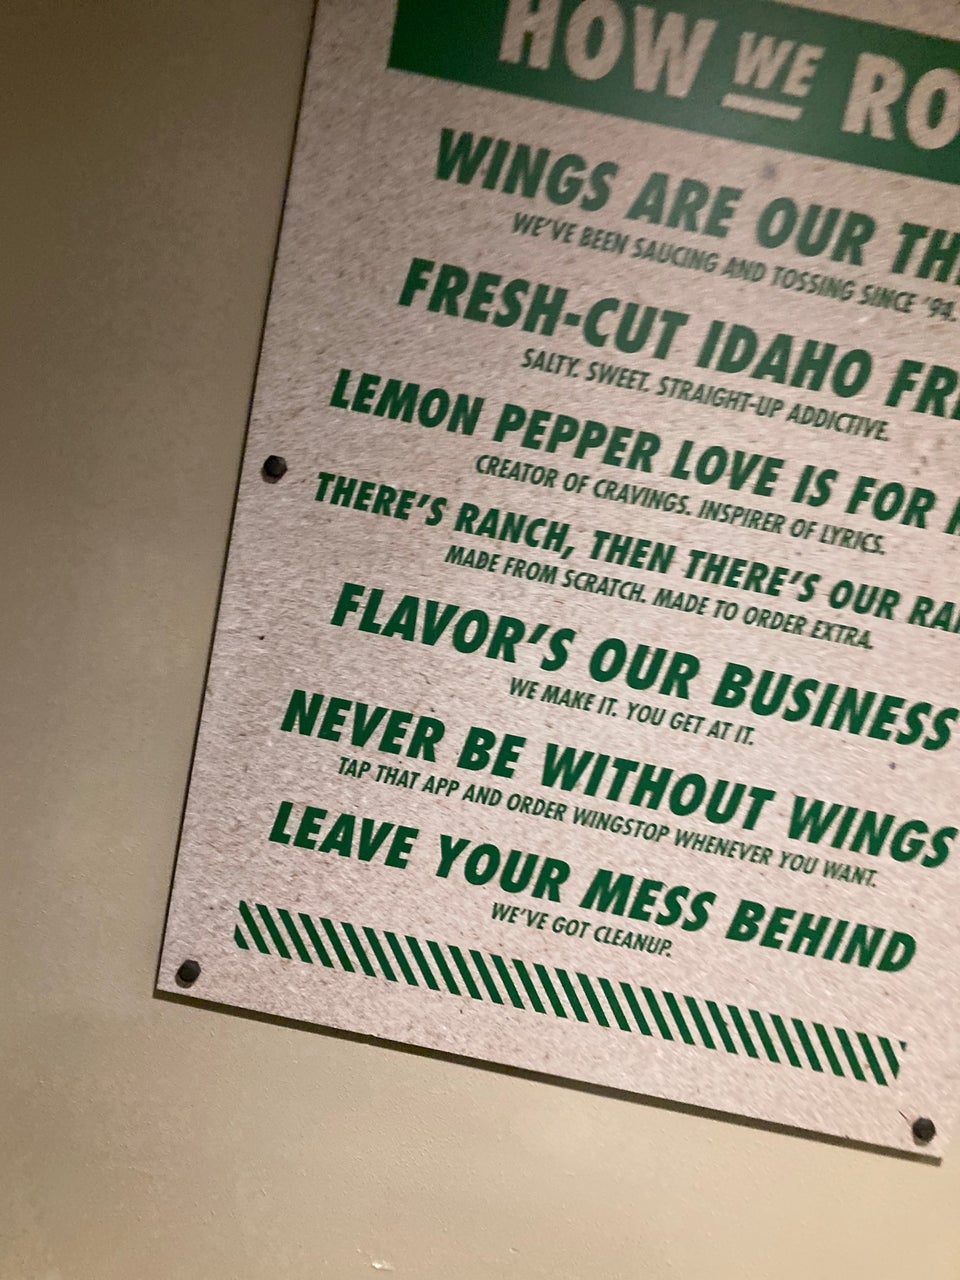 HOW WE RO
WINGS ARE OUR TH
WE'VE BEEN SAUCING AND TOSSING SINCE '94.
FRESH-CUT IDAHO FR
SALTY. SWEET. STRAIGHT-UP ADDICTIVE.
LEMON PEPPER LOVE IS FOR
CREATOR OF CRAVINGS. INSPIRER OF LYRICS.
THERE'S RANCH, THEN THERE'S OUR RA
MADE FROM SCRATCH. MADE TO ORDER EXTRA.
FLAVOR'S OUR BUSINESS
WE MAKE IT. YOU GET AT IT.
NEVER BE WITHOUT WINGS
TAP THAT APP AND ORDER WINGSTOP WHENEVER YOU WANT.
LEAVE YOUR MESS BEHIND
WE'VE GOT CLEANUP.